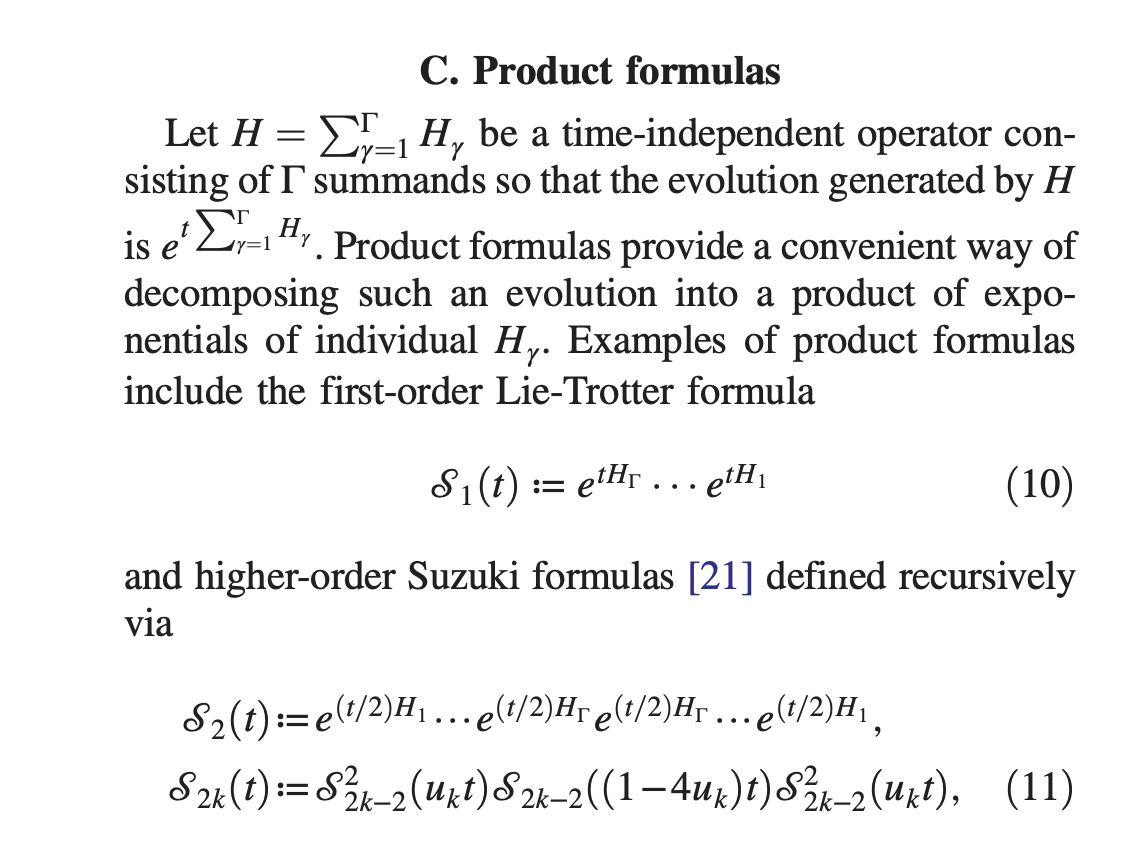 C. Product formulas
Let H = ∑_{γ=1}^{Γ} H_γ be a time-independent operator con-
sisting of Γ summands so that the evolution generated by H
is e^{t ∑_{γ=1}^{Γ} H_γ}. Product formulas provide a convenient way of
decomposing such an evolution into a product of expo-
nentials of individual H_γ. Examples of product formulas
include the first-order Lie-Trotter formula
𝒮_1(t) ≔ e^{tH_Γ} ⋯ e^{tH_1} (10)
and higher-order Suzuki formulas [21] defined recursively
via
𝒮_2(t) ≔ e^{(t/2)H_1} ⋯ e^{(t/2)H_Γ} e^{(t/2)H_Γ} ⋯ e^{(t/2)H_1},
𝒮_{2k}(t) ≔ 𝒮_{2k−2}^2(u_k t) 𝒮_{2k−2}((1−4u_k)t) 𝒮_{2k−2}^2(u_k t), (11)